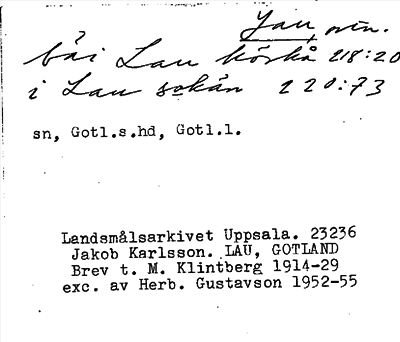 Lau,
båi Lau körkå 218:20
i Lau sokån 220:73
sn, Gotl.s.hd, Gotl.l.
Landsmålsarkivet Uppsala. 23236
Jakob Karlsson. LAU, GOTLAND
Brev t. M. Klintberg 1914-29
exc. av Herb. Gustavson 1952-55